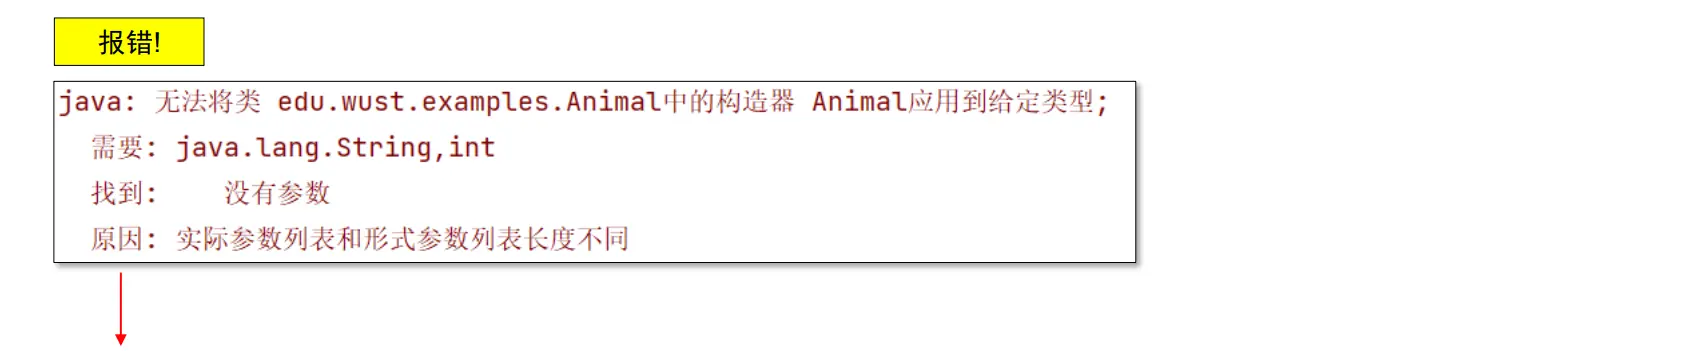 报错!
java: 无法将类 edu.wust.examples.Animal中的构造器 Animal应用到给定类型;
需要: java.lang.String,int
找到: 没有参数
原因: 实际参数列表和形式参数列表长度不同